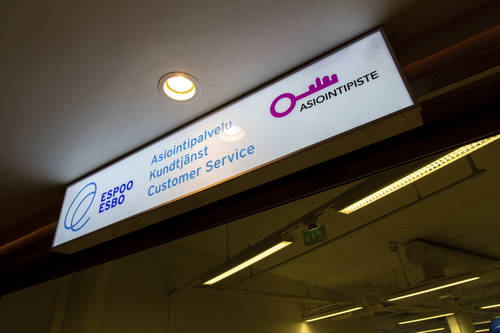 ESPOO
ESBO
Asiointipalvelu
Kundtjänst
Customer Service
ASIOINTIPISTE